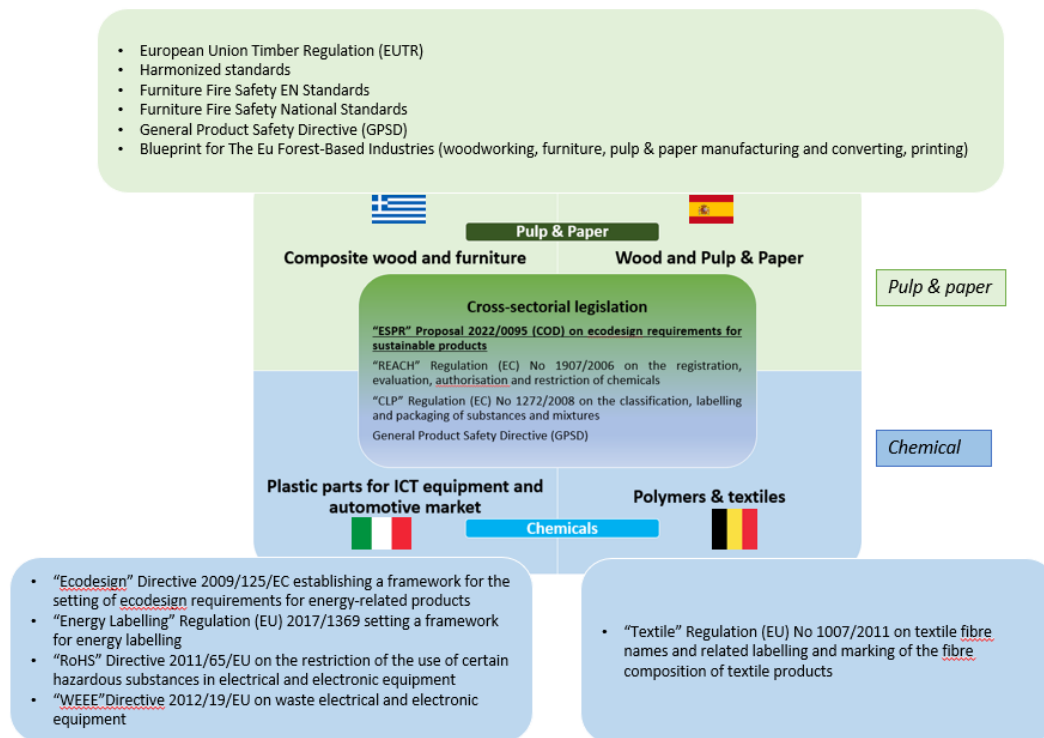 • European Union Timber Regulation (EUTR)
• Harmonized standards
• Furniture Fire Safety EN Standards
• Furniture Fire Safety National Standards
• General Product Safety Directive (GPSD)
• Blueprint for The Eu Forest-Based Industries (woodworking, furniture, pulp & paper manufacturing and converting, printing)
Pulp & Paper
Composite wood and furniture
Wood and Pulp & Paper
Pulp & paper
Cross-sectorial legislation
“ESPR” Proposal 2022/0095 (COD) on ecodesign requirements for
sustainable products
“REACH” Regulation (EC) No 1907/2006 on the registration,
evaluation, authorisation and restriction of chemicals
“CLP” Regulation (EC) No 1272/2008 on the classification, labelling
and packaging of substances and mixtures
General Product Safety Directive (GPSD)
Chemical
Plastic parts for ICT equipment and
automotive market
Polymers & textiles
Chemicals
• “Ecodesign” Directive 2009/125/EC establishing a framework for the
setting of ecodesign requirements for energy-related products
• “Energy Labelling” Regulation (EU) 2017/1369 setting a framework
for energy labelling
• “RoHS” Directive 2011/65/EU on the restriction of the use of certain
hazardous substances in electrical and electronic equipment
• “WEEE”Directive 2012/19/EU on waste electrical and electronic
equipment
• “Textile” Regulation (EU) No 1007/2011 on textile fibre
names and related labelling and marking of the fibre
composition of textile products